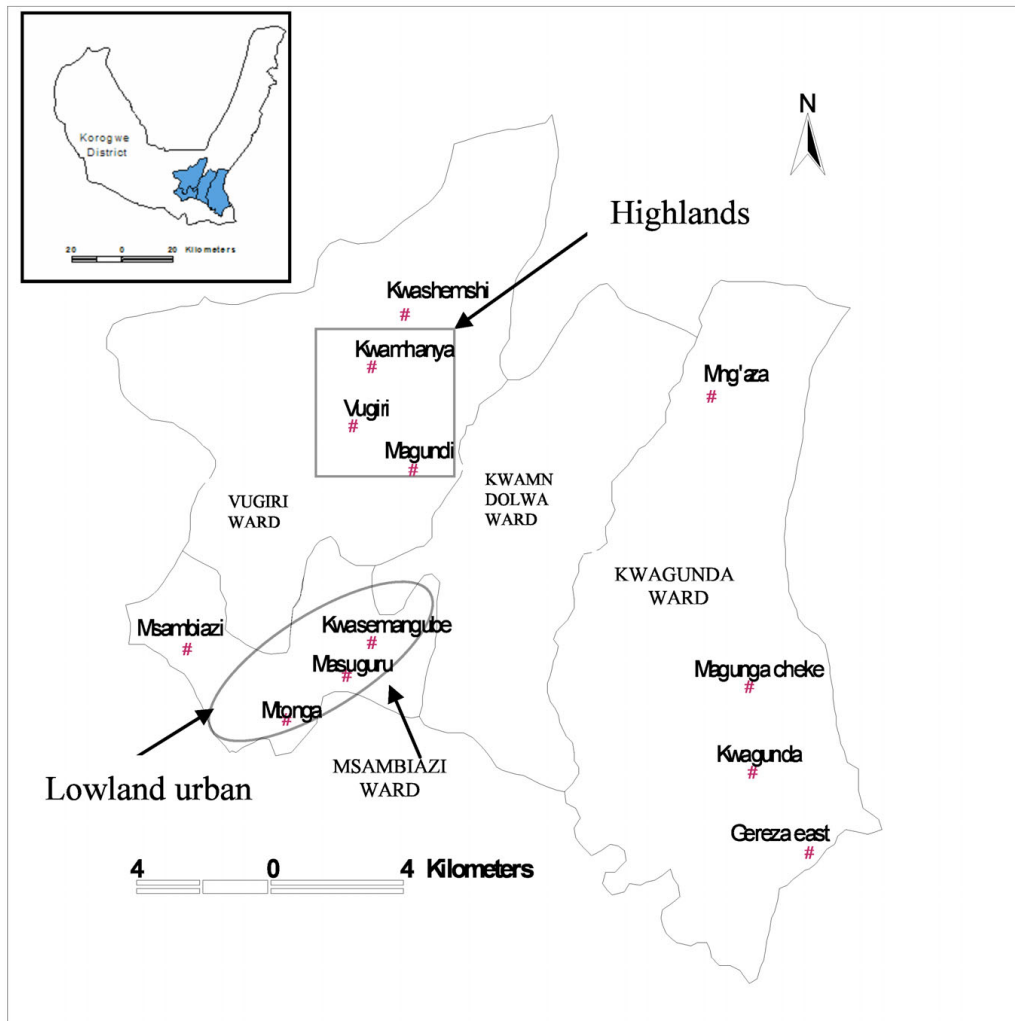 Korogwe
District
20 0 20 Kilometers
N
Highlands
Kwashemshi
#
Kwamhanya
#
Vugiri
#
Magundi
#
Mng'aza
#
VUGIRI
WARD
KWAMN
DOLWA
WARD
KWAGUNDA
WARD
Msambiazi
#
Kwasemangube
#
Masuguru
#
Mtonga
#
Magunga cheke
#
Kwagunda
#
Gereza east
#
MSAMBIAZI
WARD
Lowland urban
4 0 4 Kilometers